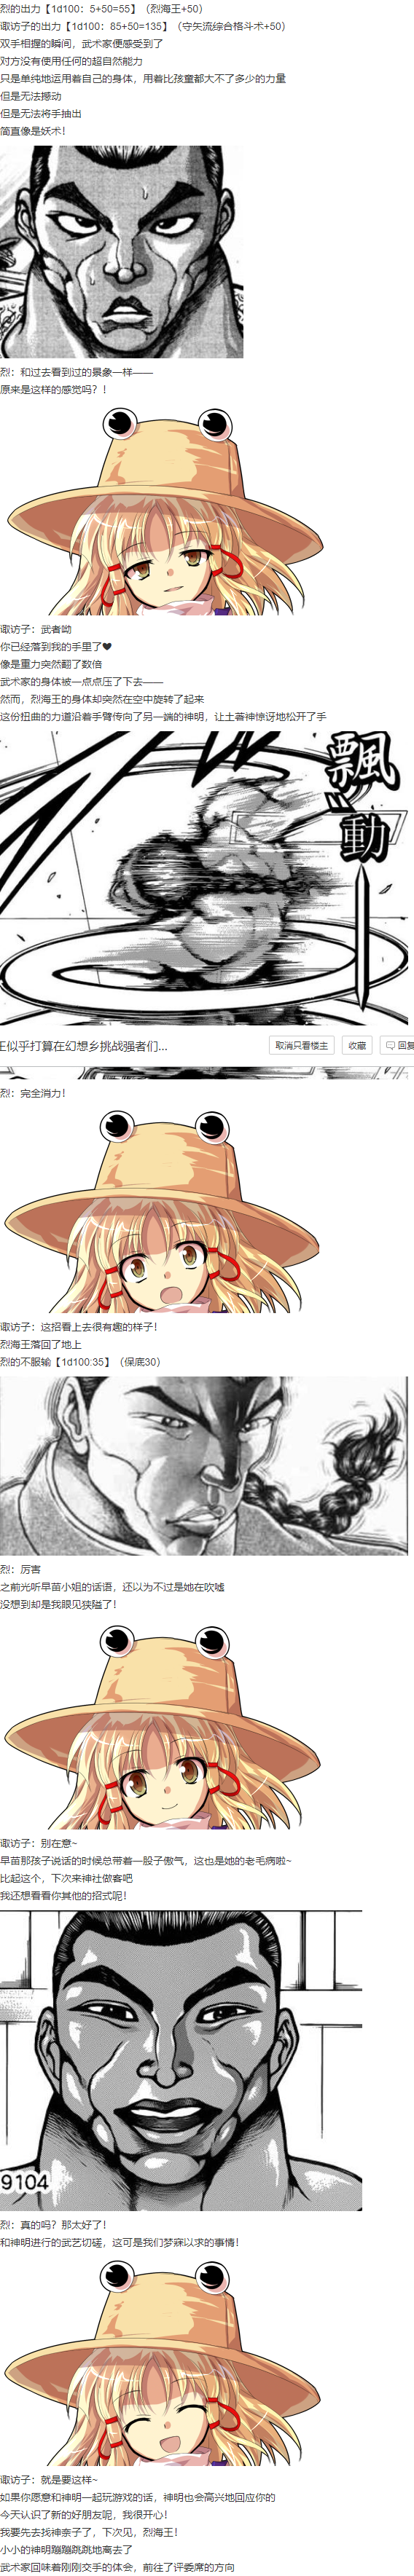 烈的出力【1d100：5+50=55】（烈海王+50）
诹访子的出力【1d100：85+50=135】（守矢流综合格斗术+50）
双手相握的瞬间，武术家便感受到了
对方没有使用任何的超自然能力
只是单纯地运用着自己的身体，用着比孩童都大不了多少的力量
但是无法撼动
但是无法将手抽出
简直像是妖术！
烈：和过去看到过的景象一样——
原来是这样的感觉吗？！
诹访子：武者呦
你已经落到我的手里了♥
像是重力突然翻了数倍
武术家的身体被一点点压了下去——
然而，烈海王的身体却突然在空中旋转了起来
这份扭曲的力道沿着手臂传向了另一端的神明，让土著神惊讶地松开了手
飄動
王似乎打算在幻想乡挑战强者们...
取消只看楼主 收藏 回复
烈：完全消力！
诹访子：这招看上去很有趣的样子！
烈海王落回了地上
烈的不服输【1d100:35】（保底30）
烈：厉害
之前光听早苗小姐的话语，还以为不过是她在吹嘘
没想到却是我眼见狭隘了！
诹访子：别在意~
早苗那孩子说话的时候总带着一股子傲气，这也是她的老毛病啦~
比起这个，下次来神社做客吧
我还想看看你其他的招式呢！
9104
烈：真的吗？那太好了！
和神明进行的武艺切磋，这可是我们梦寐以求的事情！
诹访子：就是要这样~
如果你愿意和神明一起玩游戏的话，神明也会高兴地回应你的
今天认识了新的好朋友呢，我很开心！
我要先去找神奈子了，下次见，烈海王！
小小的神明蹦蹦跳跳地离去了
武术家回味着刚刚交手的体会，前往了评委席的方向